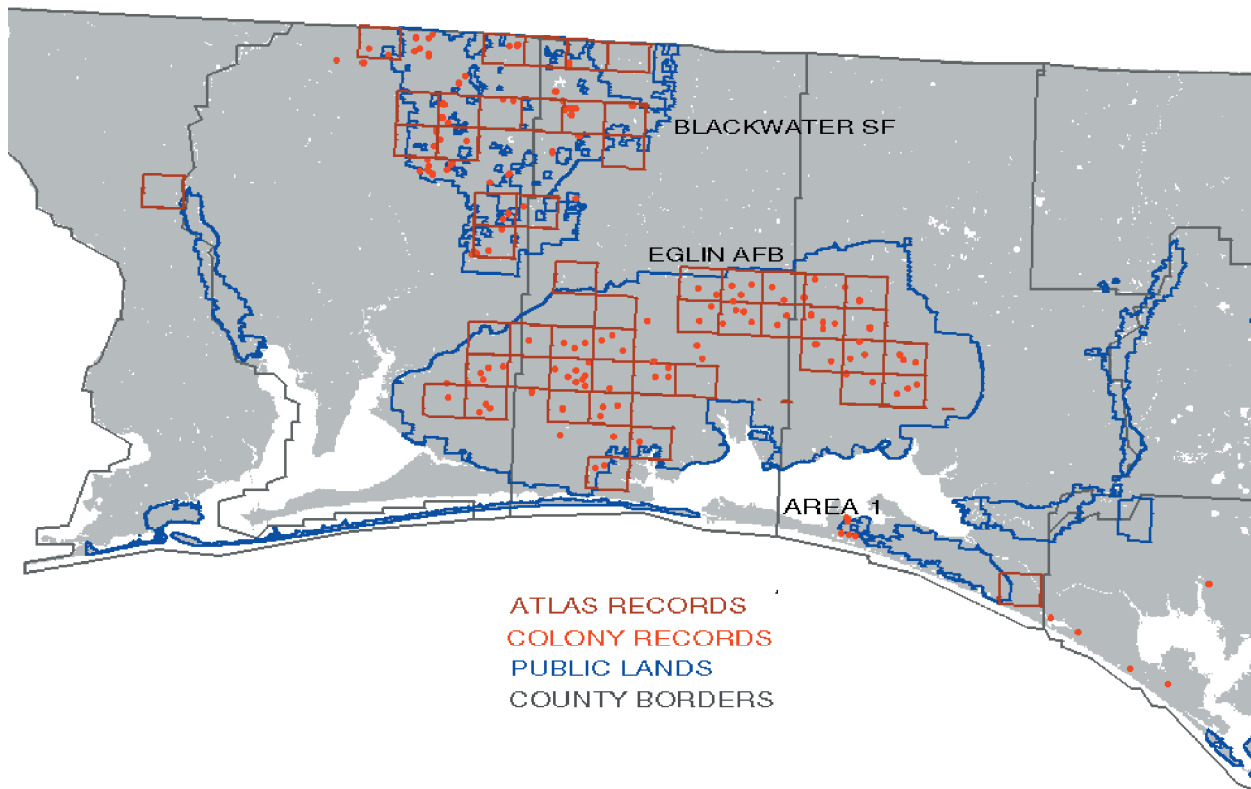 BLACKWATER SF
EGLIN AFB
AREA 1
ATLAS RECORDS
COLONY RECORDS
PUBLIC LANDS
COUNTY BORDERS